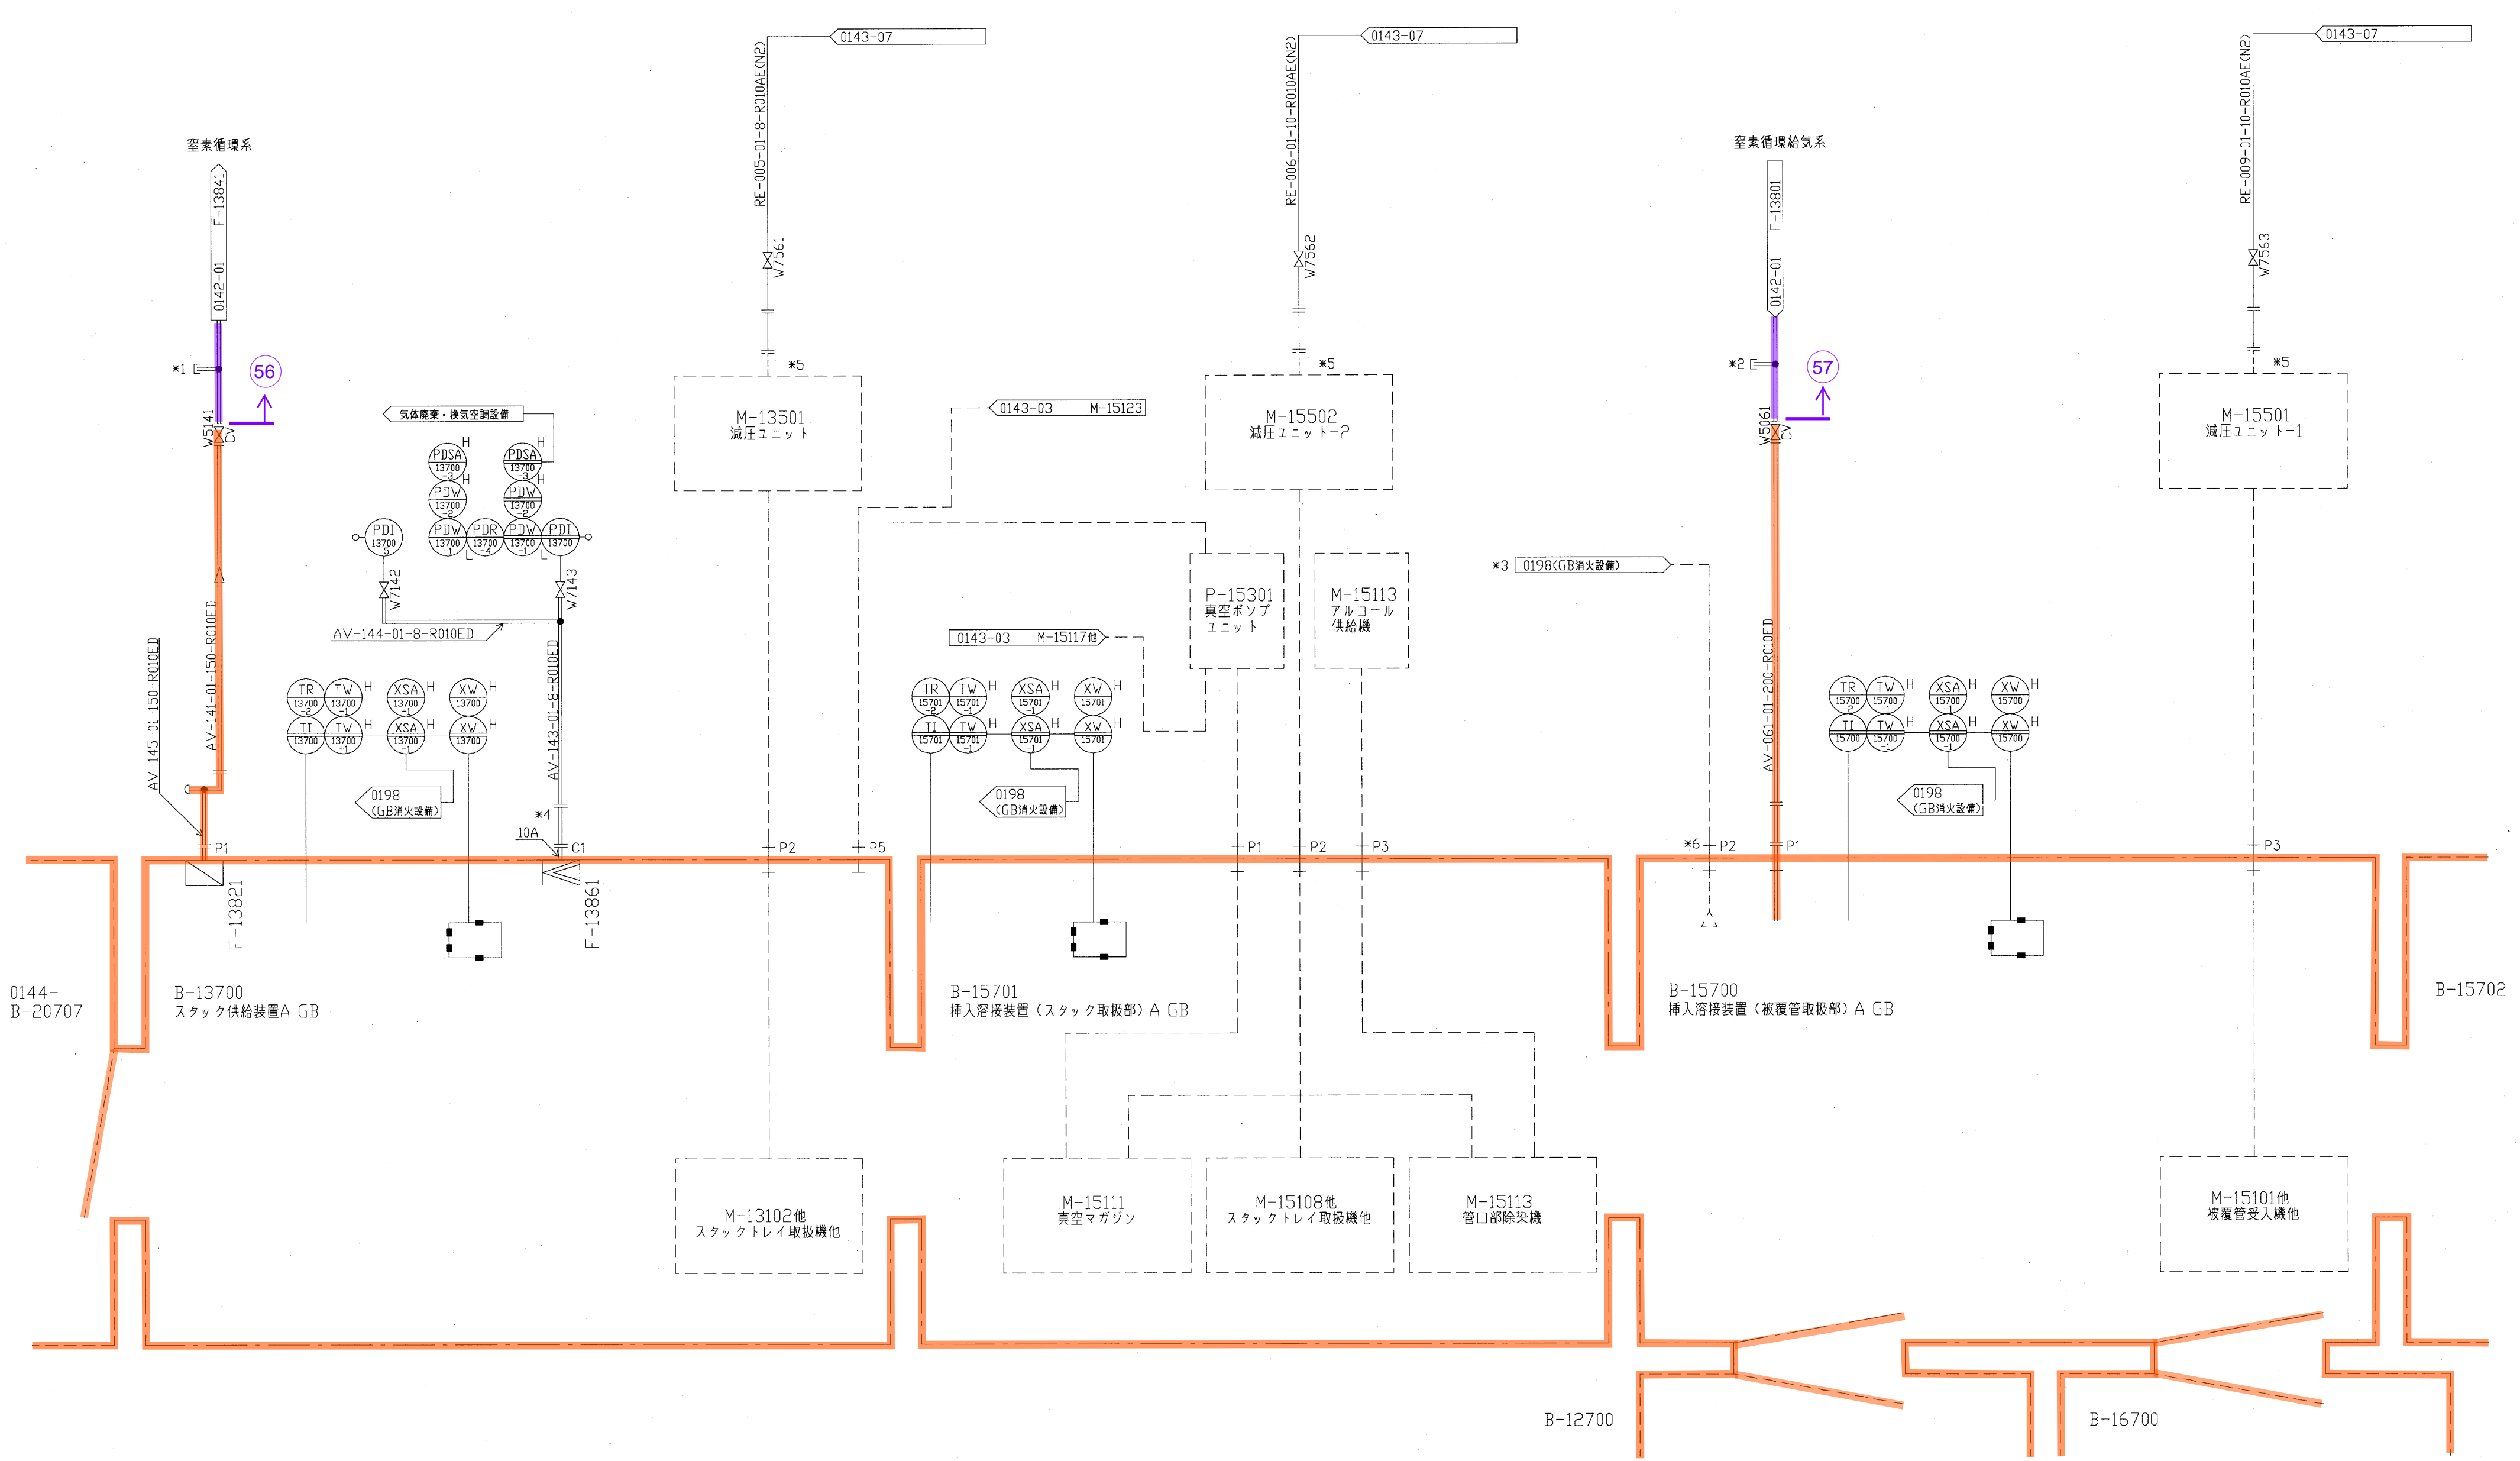 0143-07
0143-07
0143-07
RE-005-01-8-R010AE(N2)
RE-006-01-10-R010AE(N2)
RE-009-01-10-R010AE(N2)
窒素循環系
窒素循環給気系
0142-01 F-13841
0142-01 F-13801
W7561
W7562
W7563
*1
56
*2
57
*5
*5
*5
W5141
CV
W5061
CV
気体廃棄・換気空調設備
M-13501
減圧ユニット
0143-03 M-15123
M-15502
減圧ユニット-2
M-15501
減圧ユニット-1
PDSA
13700
-3
H
PDSA
13700
-3
H
PDW
13700
-2
H
PDW
13700
-2
H
PDI
13700
-5
PDW
13700
-1
L
PDR
13700
-4
PDW
13700
-1
L
PDI
13700
W7142
W7143
AV-144-01-8-R010ED
AV-145-01-150-R010ED
AV-141-01-150-R010ED
AV-143-01-8-R010ED
P-15301
真空ポンプ
ユニット
M-15113
アルコール
供給機
*3
0198(GB消火設備)
0143-03 M-15117他
AV-061-01-200-R010ED
TR
13700
-2
TW
13700
-1
H
XSA
13700
-1
H
XW
13700
H
TI
13700
TW
13700
-1
H
XSA
13700
-1
H
XW
13700
H
TR
15701
-2
TW
15701
-1
H
XSA
15701
-1
H
XW
15701
H
TI
15701
TW
15701
-1
H
XSA
15701
-1
H
XW
15701
H
TR
15700
-2
TW
15700
-1
H
XSA
15700
-1
H
XW
15700
H
TI
15700
TW
15700
-1
H
XSA
15700
-1
H
XW
15700
H
0198
(GB消火設備)
0198
(GB消火設備)
0198
(GB消火設備)
*4
10A
P1
C1
P2
P5
P1
P2
P3
*6
P2
P1
P3
F-13821
F-13861
0144-
B-20707
B-13700
スタック供給装置A GB
B-15701
挿入溶接装置（スタック取扱部）A GB
B-15700
挿入溶接装置（被覆管取扱部）A GB
B-15702
M-13102他
スタックトレイ取扱機他
M-15111
真空マガジン
M-15108他
スタックトレイ取扱機他
M-15113
管口部除染機
M-15101他
被覆管受入機他
B-12700
B-16700